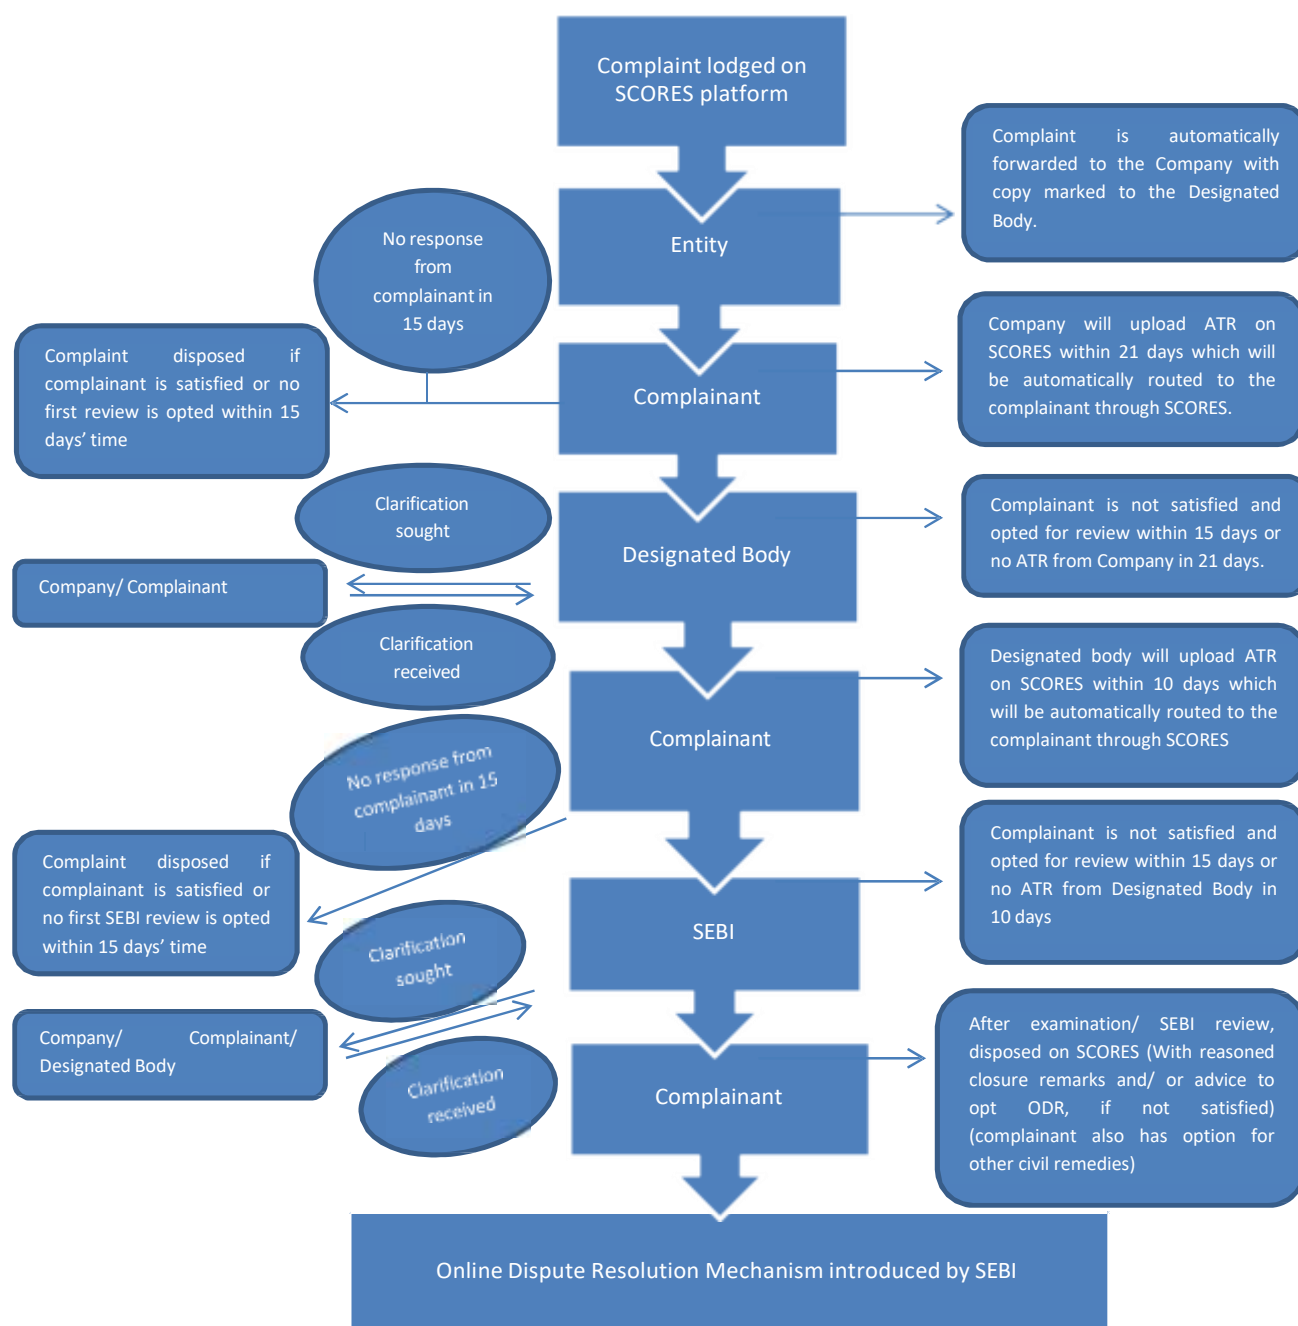 Complaint lodged on
SCORES platform
Complaint is automatically
forwarded to the Company with
copy marked to the Designated
Body.
Entity
No response
from
complainant in
15 days
Company will upload ATR on
SCORES within 21 days which will
be automatically routed to the
complainant through SCORES.
Complaint disposed if
complainant is satisfied or no
first review is opted within 15
days' time
Complainant
Clarification
sought
Complainant is not satisfied and
opted for review within 15 days or
no ATR from Company in 21 days.
Designated Body
Company/ Complainant
Clarification
received
Designated body will upload ATR
on SCORES within 10 days which
will be automatically routed to the
complainant through SCORES
Complainant
No response from
complainant in 15
days
Complainant is not satisfied and
opted for review within 15 days or
no ATR from Designated Body in
10 days
Complaint disposed if
complainant is satisfied or
no first SEBI review is opted
within 15 days' time
SEBI
Clarification
sought
Company/ Complainant/
Designated Body
Clarification
received
After examination/ SEBI review,
disposed on SCORES (With reasoned
closure remarks and/ or advice to
opt ODR, if not satisfied)
(complainant also has option for
other civil remedies)
Complainant
Online Dispute Resolution Mechanism introduced by SEBI